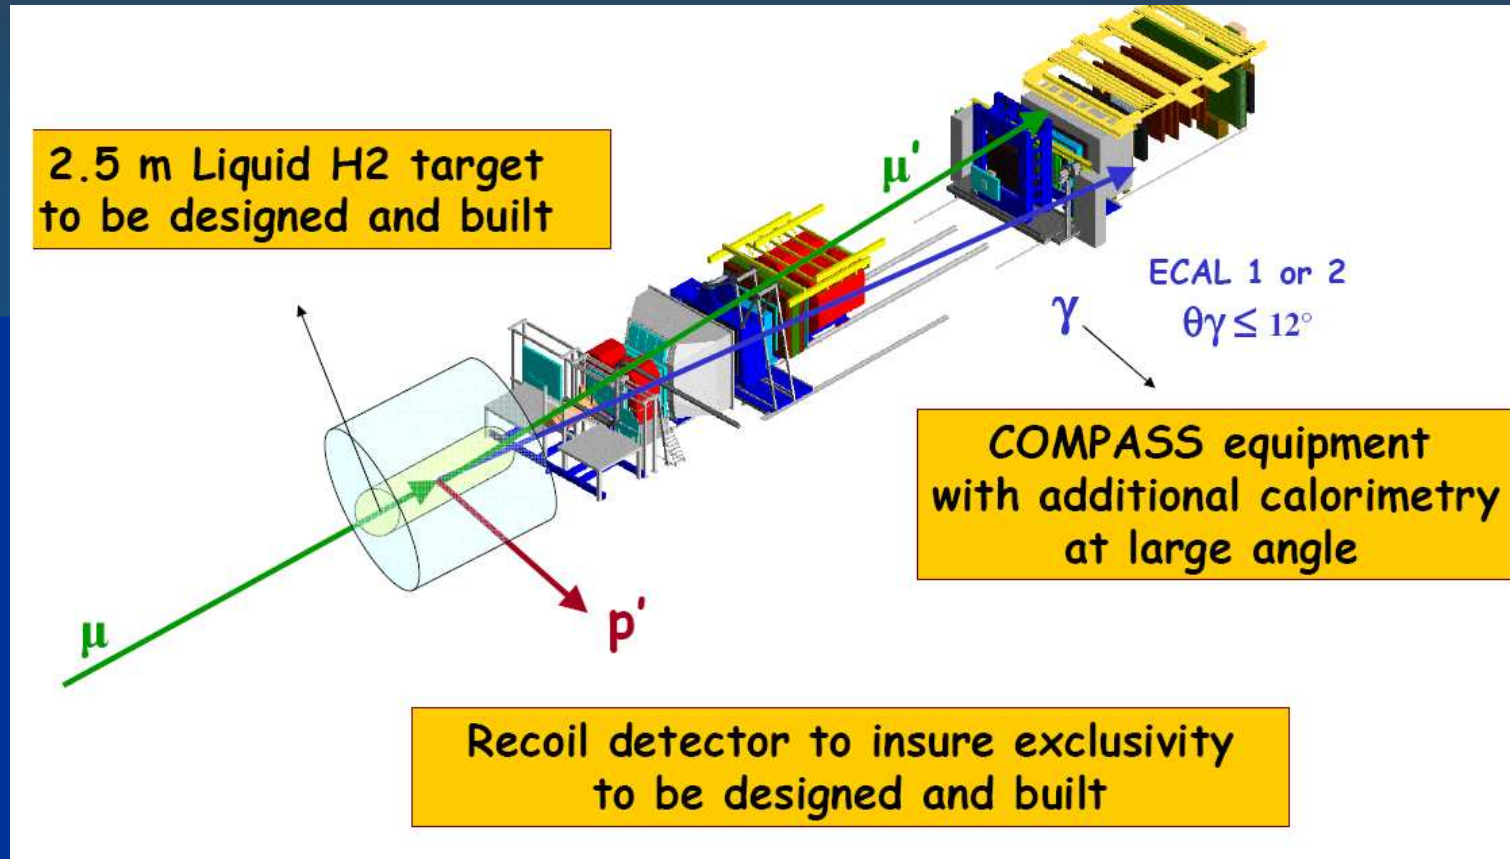 2.5 m Liquid H2 target
to be designed and built
μ'
ECAL 1 or 2
γ
θγ ≤ 12°
COMPASS equipment
with additional calorimetry
at large angle
p'
μ
Recoil detector to insure exclusivity
to be designed and built